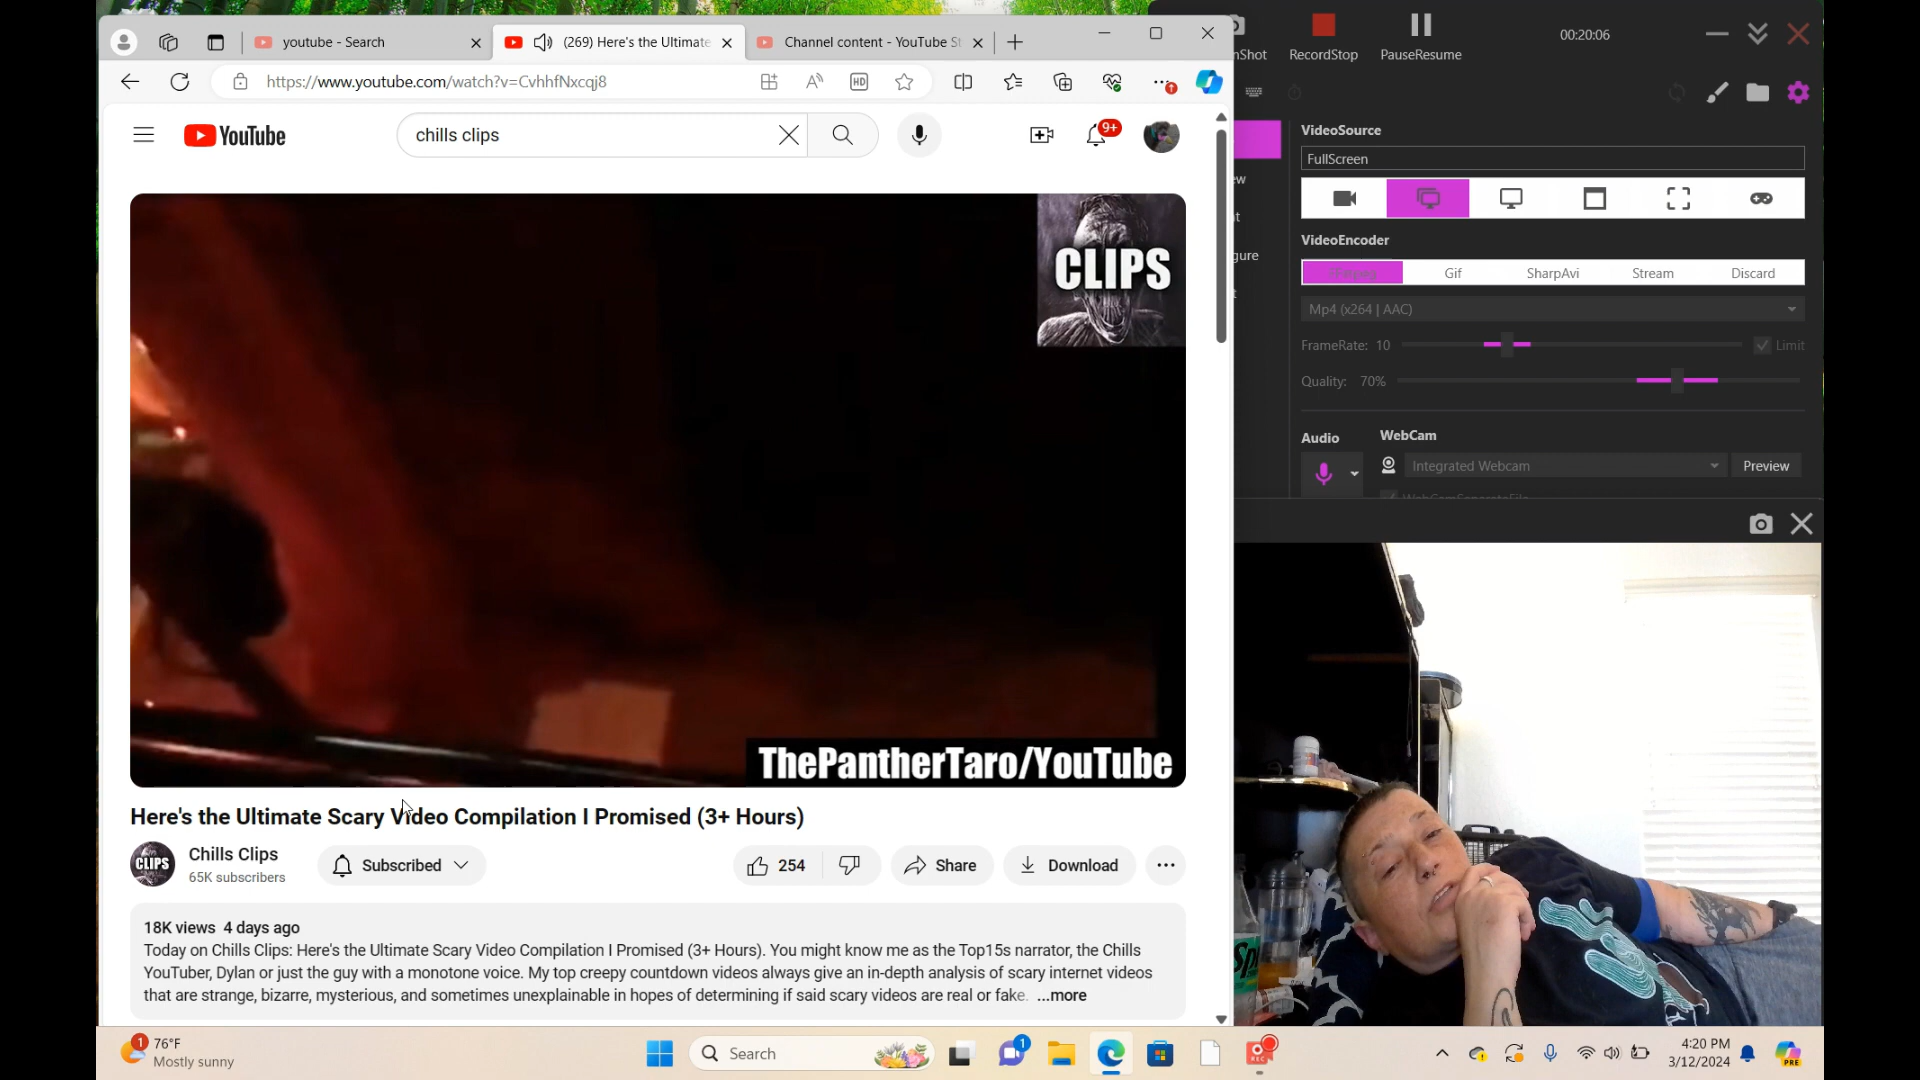 youtube - Search
(269) Here's the Ultimate
Channel content - YouTube St
https://www.youtube.com/watch?v=CvhhfNxcqj8
YouTube
chills clips
9+
CLIPS
ThePantherTaro/YouTube
Here's the Ultimate Scary Video Compilation I Promised (3+ Hours)
CLIPS
Chills Clips
65K subscribers
Subscribed
254
Share
Download
18K views 4 days ago
Today on Chills Clips: Here's the Ultimate Scary Video Compilation I Promised (3+ Hours). You might know me as the Top15s narrator, the Chills
YouTuber, Dylan or just the guy with a monotone voice. My top creepy countdown videos always give an in-depth analysis of scary internet videos
that are strange, bizarre, mysterious, and sometimes unexplainable in hopes of determining if said scary videos are real or fake. ...more
nShot
RecordStop
PauseResume
00:20:06
VideoSource
FullScreen
VideoEncoder
Gif
SharpAvi
Stream
Discard
Mp4 (x264 | AAC)
FrameRate: 10
Limit
Quality: 70%
Audio
WebCam
Integrated Webcam
Preview
1
76°F
Mostly sunny
Search
1
REC
4:20 PM
3/12/2024
PRE